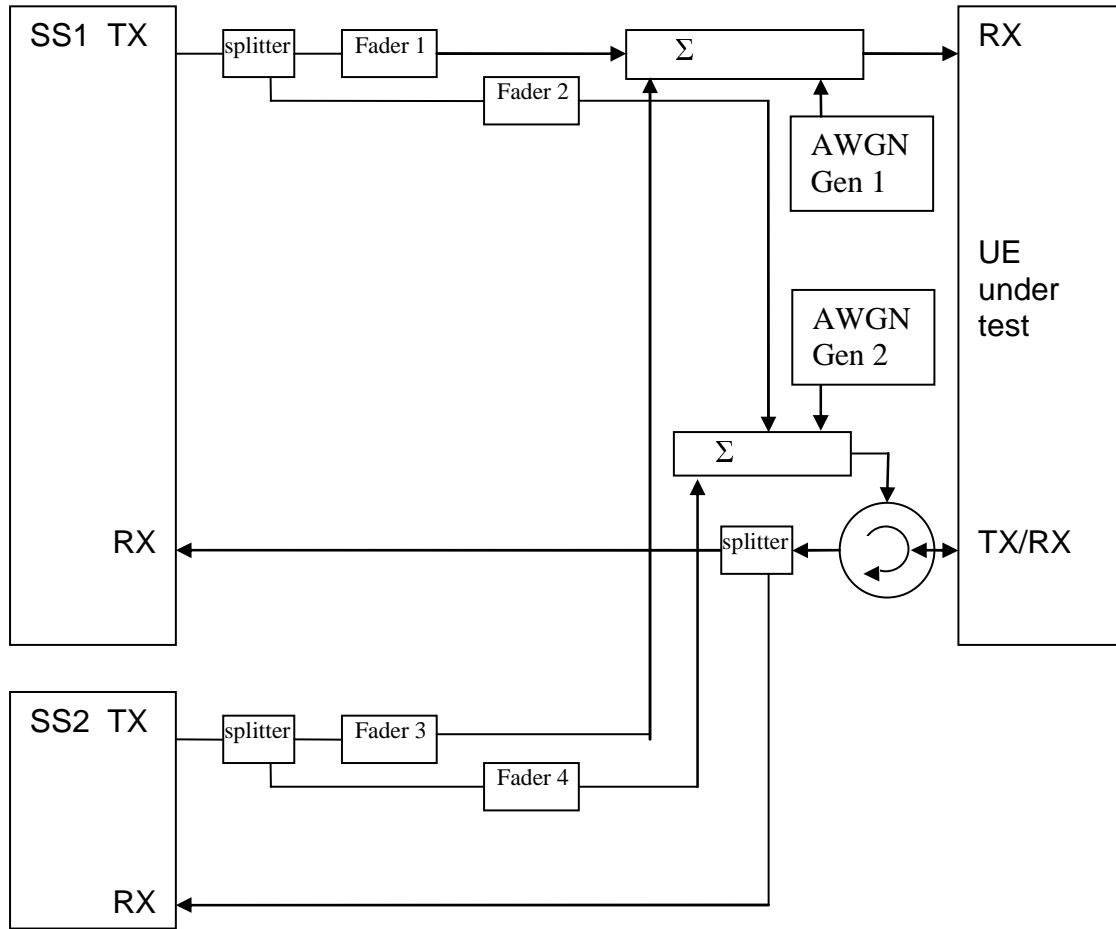 SS1 TX
splitter
Fader 1
Σ
RX
Fader 2
AWGN
Gen 1
UE
under
test
AWGN
Gen 2
Σ
RX
splitter
TX/RX
SS2 TX
splitter
Fader 3
Fader 4
RX